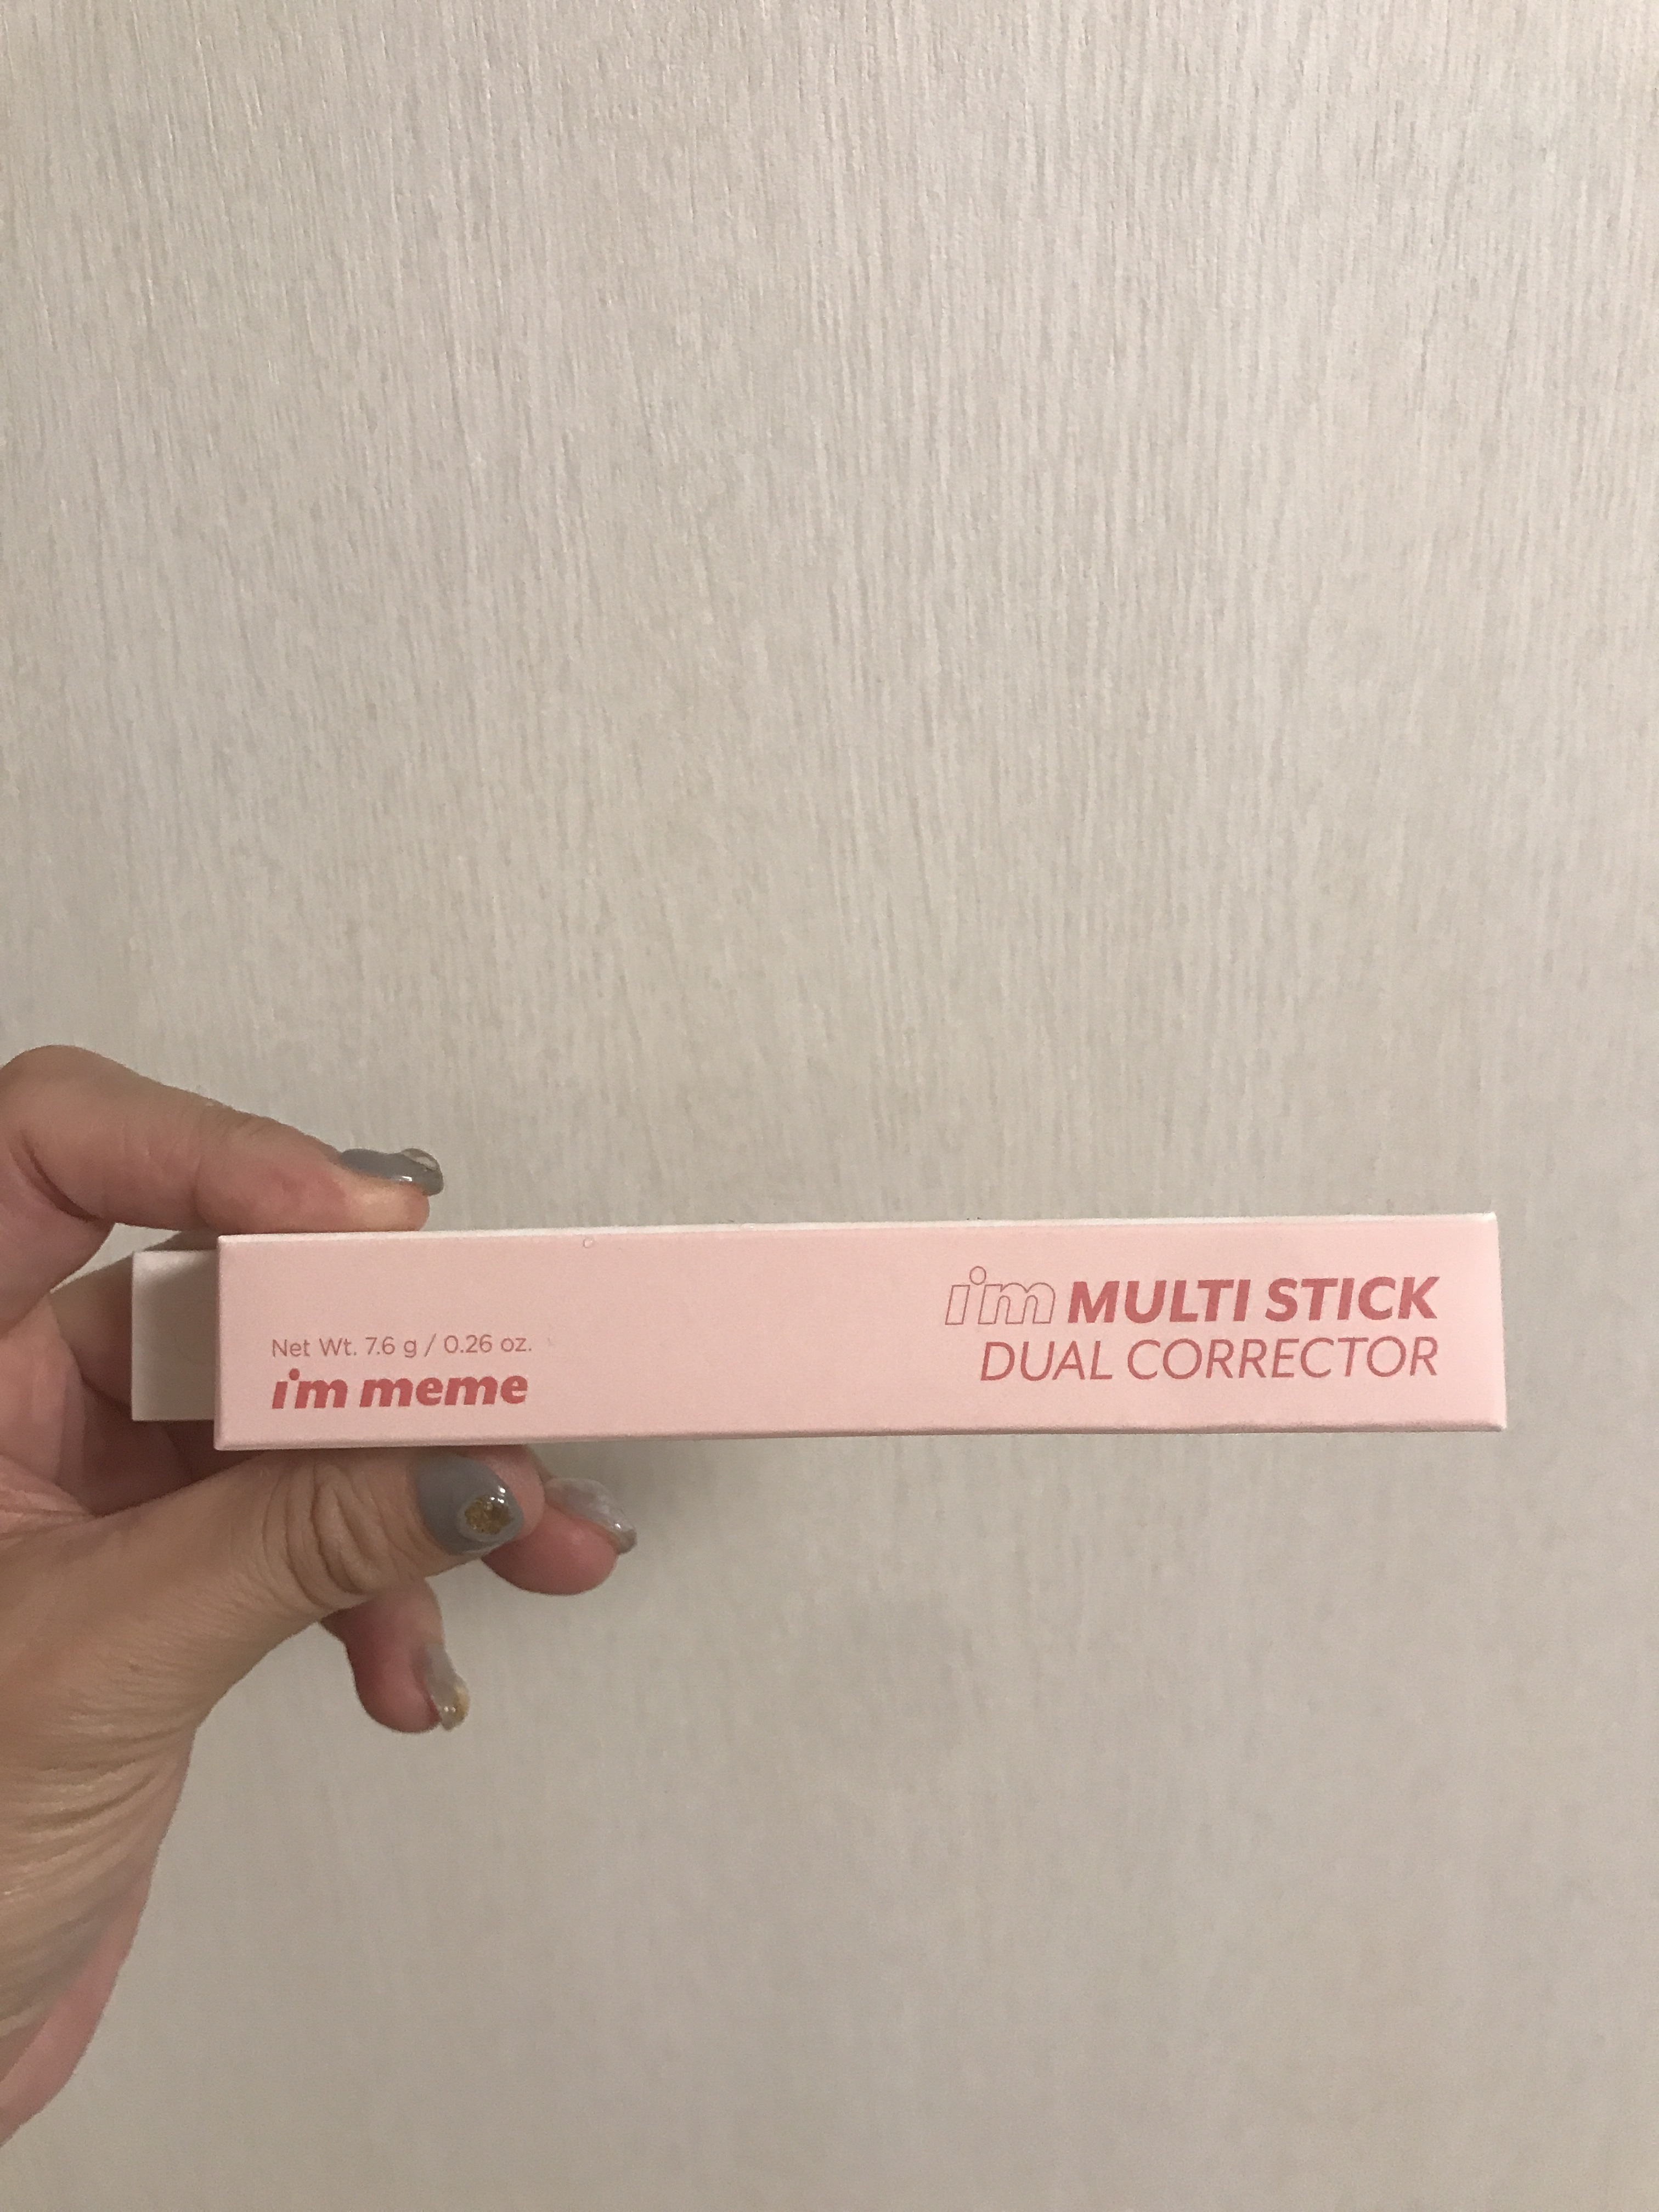 Net Wt. 7.6 g / 0.26 oz.
i'm meme
i'm MULTI STICK
DUAL CORRECTOR